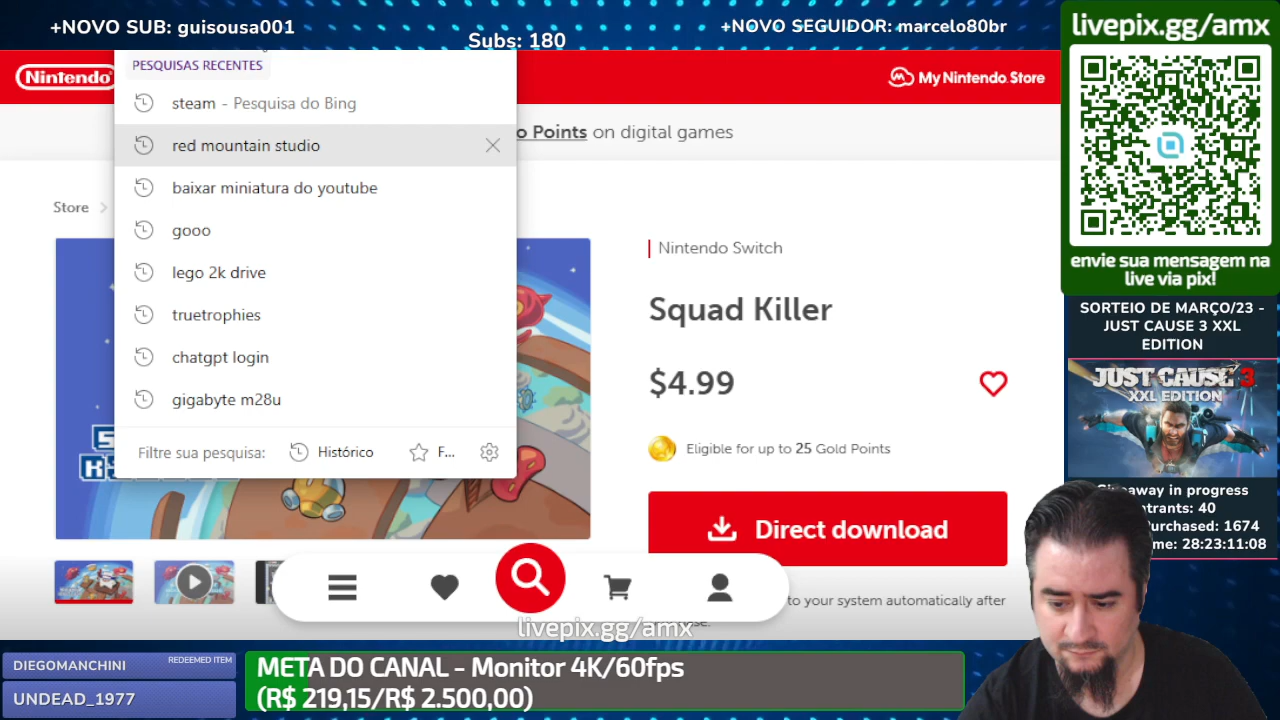 +NOVO SUB: guisousa001
Subs: 180
+NOVO SEGUIDOR: marcelo80br
livepix.gg/amx
Nintendo
My Nintendo Store
PESQUISAS RECENTES
steam - Pesquisa do Bing
red mountain studio
baixar miniatura do youtube
gooo
lego 2k drive
truetrophies
chatgpt login
gigabyte m28u
Filtre sua pesquisa:
Histórico
F...
Points on digital games
Store
Nintendo Switch
Squad Killer
$4.99
Eligible for up to 25 Gold Points
Direct download
to your system automatically after
livepix.gg/amx
envie sua mensagem na
live via pix!
SORTEIO DE MARÇO/23 -
JUST CAUSE 3 XXL
EDITION
JUST CAUSE 3
XXL EDITION
in progress
40
1674
28:23:11:08
DIEGOMANCHINI
REDEEMED ITEM
UNDEAD_1977
META DO CANAL - Monitor 4K/60fps
(R$ 219,15/R$ 2.500,00)